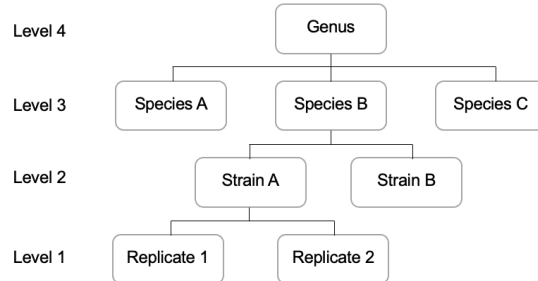 Level 4 Genus
Level 3 Species A Species B Species C
Level 2 Strain A Strain B
Level 1 Replicate 1 Replicate 2